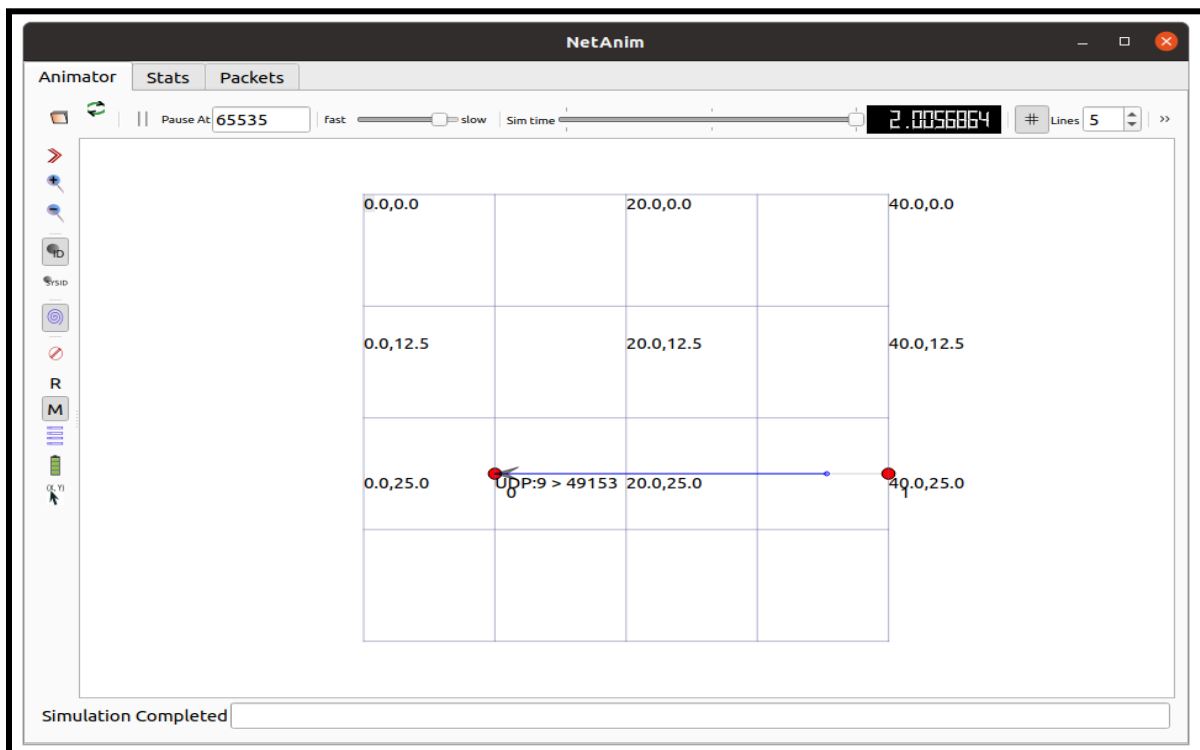 NetAnim
Animator Stats Packets
Pause At 65535 fast slow Sim time 2.0056864 # Lines 5 »
ID
SYSID
R
M
(X, Y)
0.0,0.0 20.0,0.0 40.0,0.0
0.0,12.5 20.0,12.5 40.0,12.5
0.0,25.0 UDP:9 > 49153 20.0,25.0 40.0,25.0
0 1
Simulation Completed